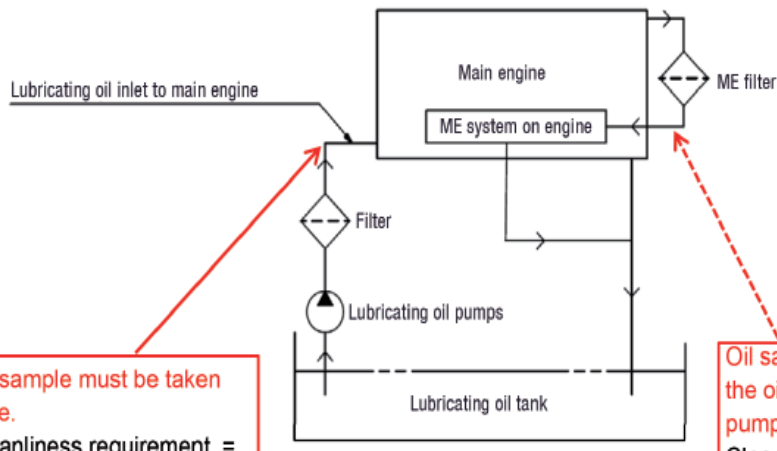 Main engine
Lubricating oil inlet to main engine
ME filter
ME system on engine
Filter
Lubricating oil pumps
Lubricating oil tank
sample must be taken
e.
anliness requirement =
Oil sa
the oi
pump